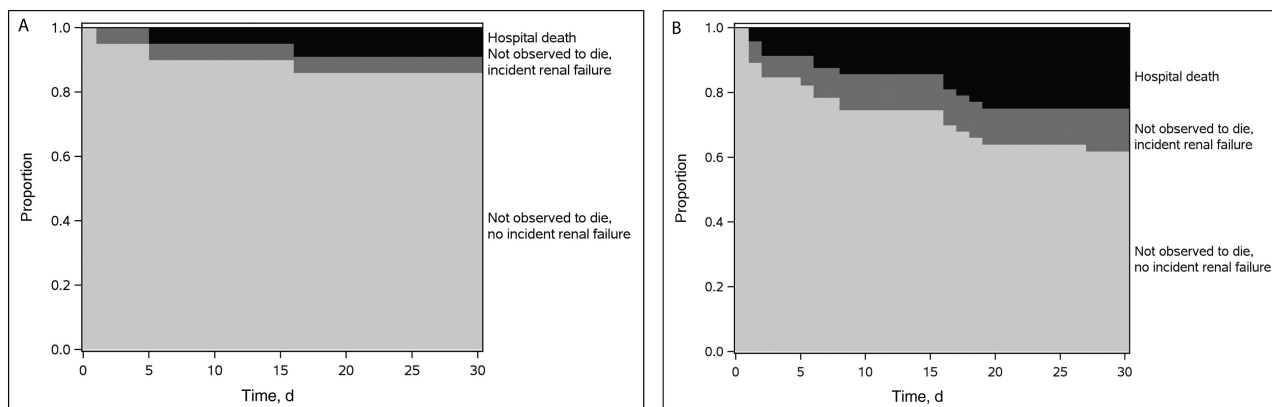 A
Proportion
1.0
0.8
0.6
0.4
0.2
0.0
0 5 10 15 20 25 30
Time, d
Hospital death
Not observed to die,
incident renal failure
Not observed to die,
no incident renal failure
B
Proportion
1.0
0.8
0.6
0.4
0.2
0.0
0 5 10 15 20 25 30
Time, d
Hospital death
Not observed to die,
incident renal failure
Not observed to die,
no incident renal failure